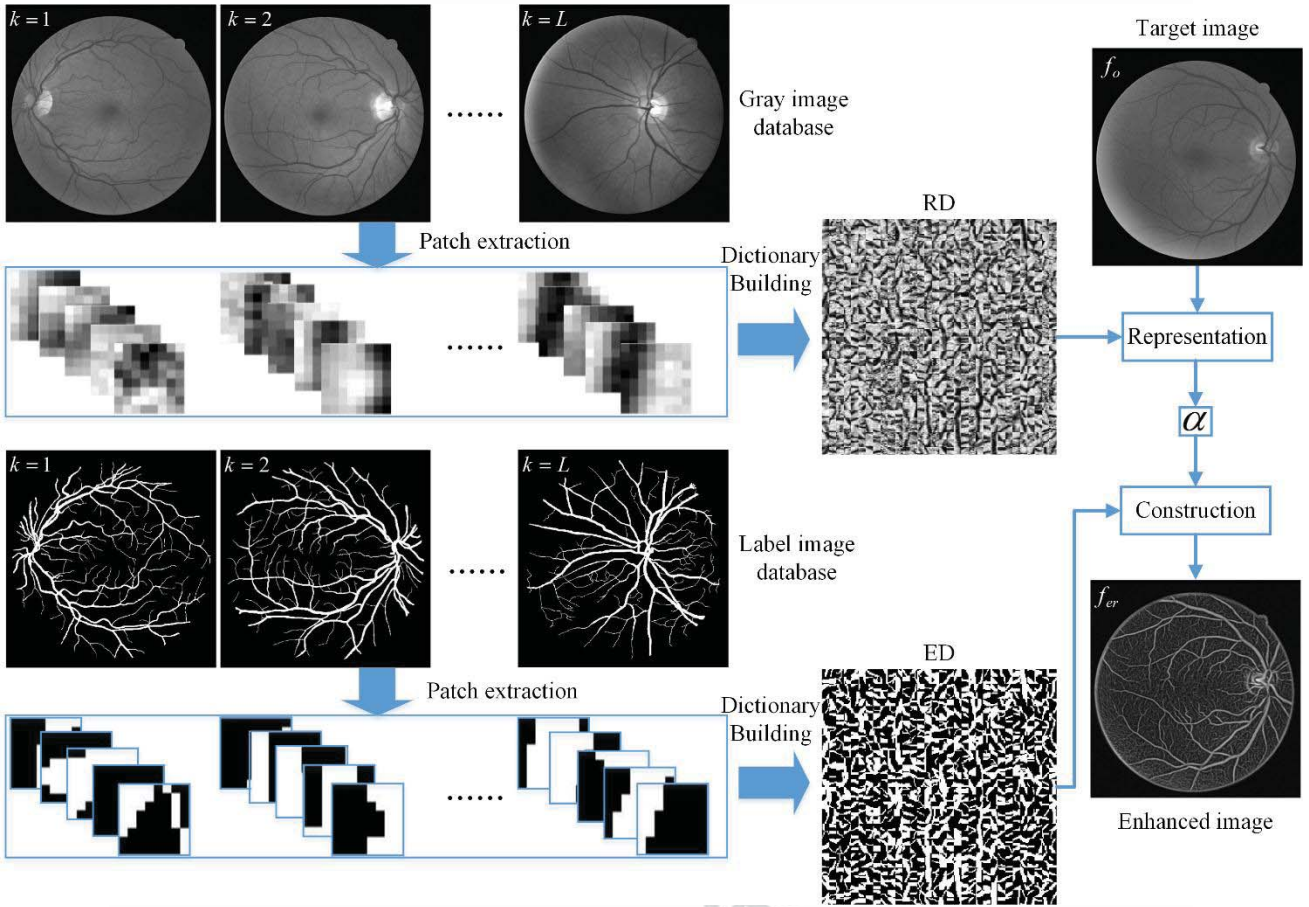 k = 1
k = 2
......
k = L
Gray image
database
Target image
f_o
Patch extraction
Dictionary
Building
RD
......
Representation
α
k = 1
k = 2
......
k = L
Label image
database
Construction
Patch extraction
Dictionary
Building
ED
......
f_er
Enhanced image